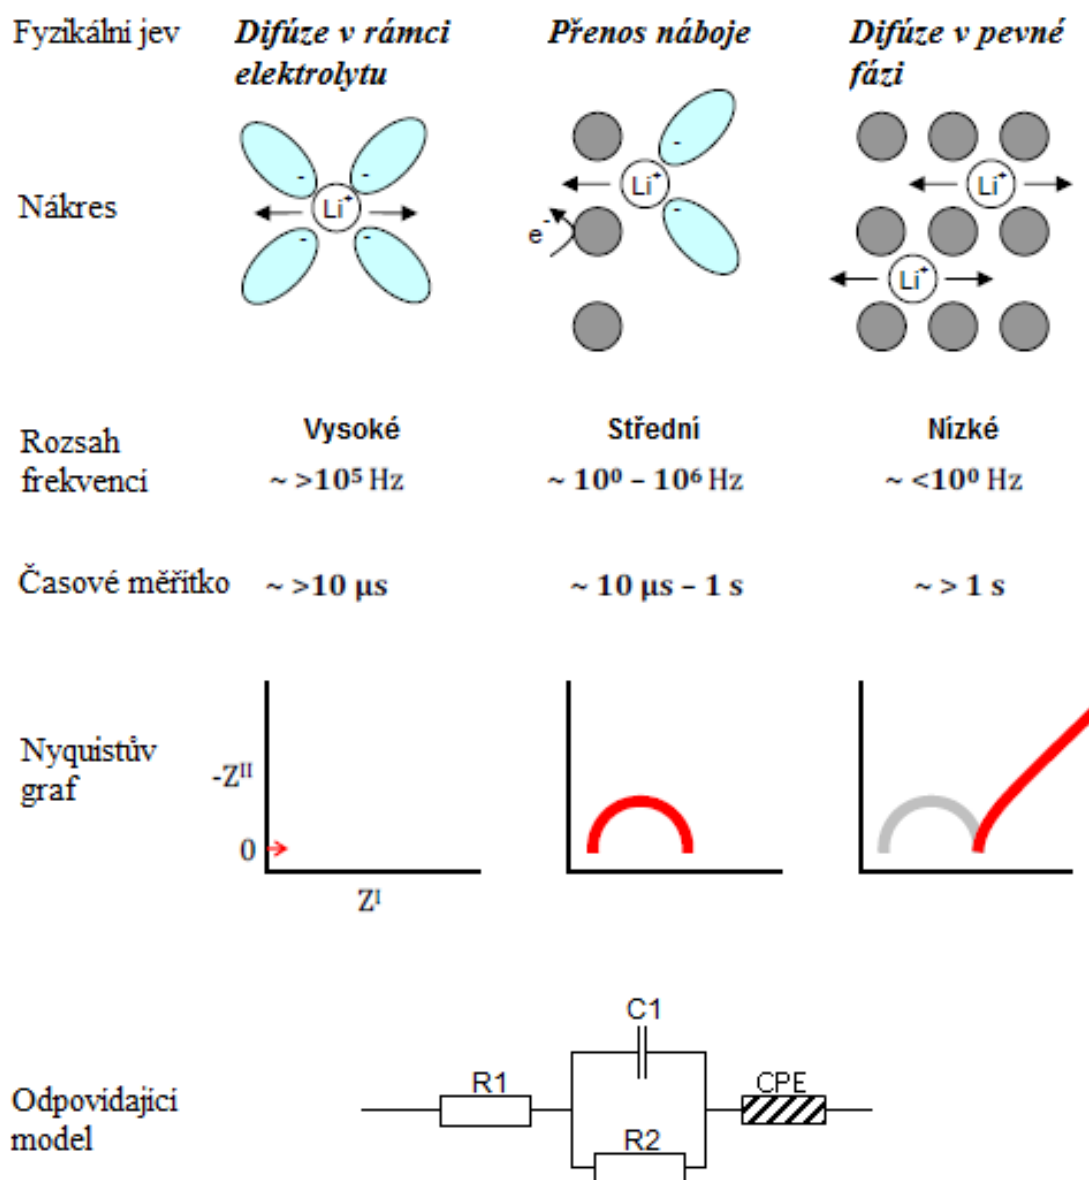 Fyzikální jev
Difúze v rámci
elektrolytu
Přenos náboje
Difúze v pevné
fázi
Nákres
- - Li⁺ - -
- Li⁺ - e⁻
Li⁺
Li⁺
Rozsah
frekvencí
Vysoké
~ >10⁵ Hz
Střední
~ 10⁰ – 10⁶ Hz
Nízké
~ <10⁰ Hz
Časové měřítko
~ >10 μs
~ 10 μs – 1 s
~ > 1 s
Nyquistův
graf
-Zᴵᴵ
0
Zᴵ
Odpovídající
model
R1
C1
R2
CPE